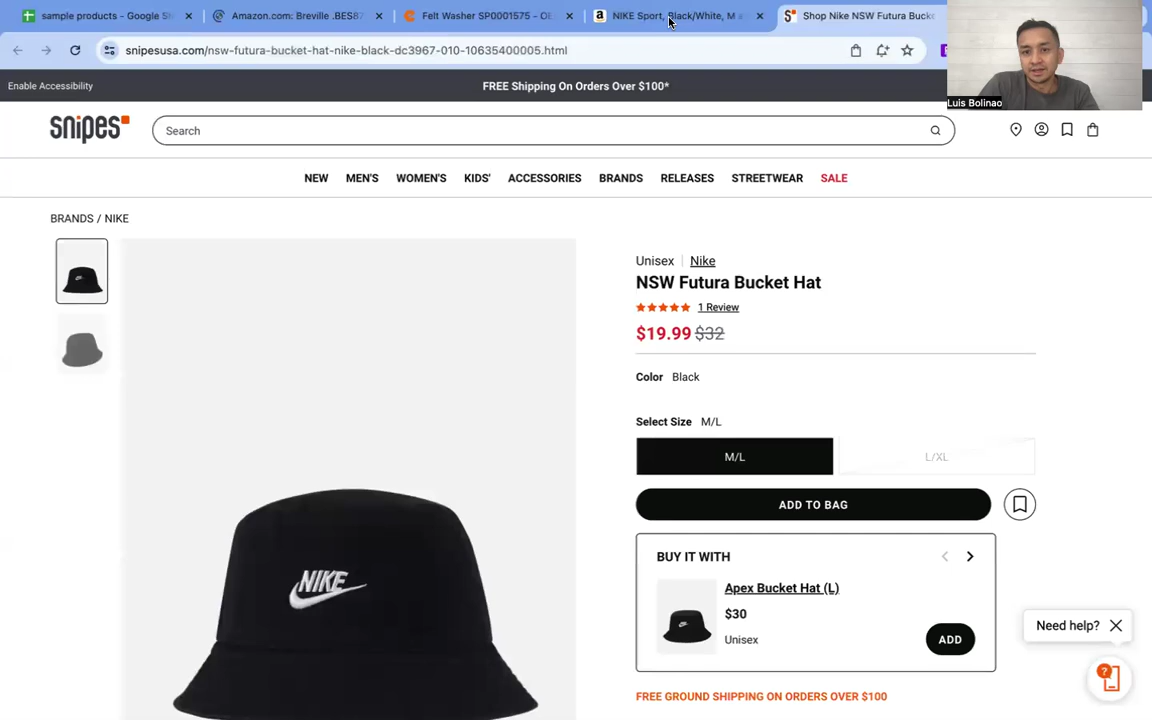 sample products - Google Sh
Amazon.com: Breville .BES87
Felt Washer SP0001575 - OE
NIKE Sport, Black/White, M
Shop Nike NSW Futura Bucke
snipesusa.com/nsw-futura-bucket-hat-nike-black-dc3967-010-10635400005.html
Luis Bolinao
Enable Accessibility
FREE Shipping On Orders Over $100*
snipes
Search
NEW MEN'S WOMEN'S KIDS' ACCESSORIES BRANDS RELEASES STREETWEAR SALE
BRANDS / NIKE
Unisex | Nike
NSW Futura Bucket Hat
1 Review
$19.99 $32
Color Black
Select Size M/L
M/L L/XL
ADD TO BAG
BUY IT WITH
Apex Bucket Hat (L)
$30
Unisex
ADD
NIKE
Need help?
?
FREE GROUND SHIPPING ON ORDERS OVER $100